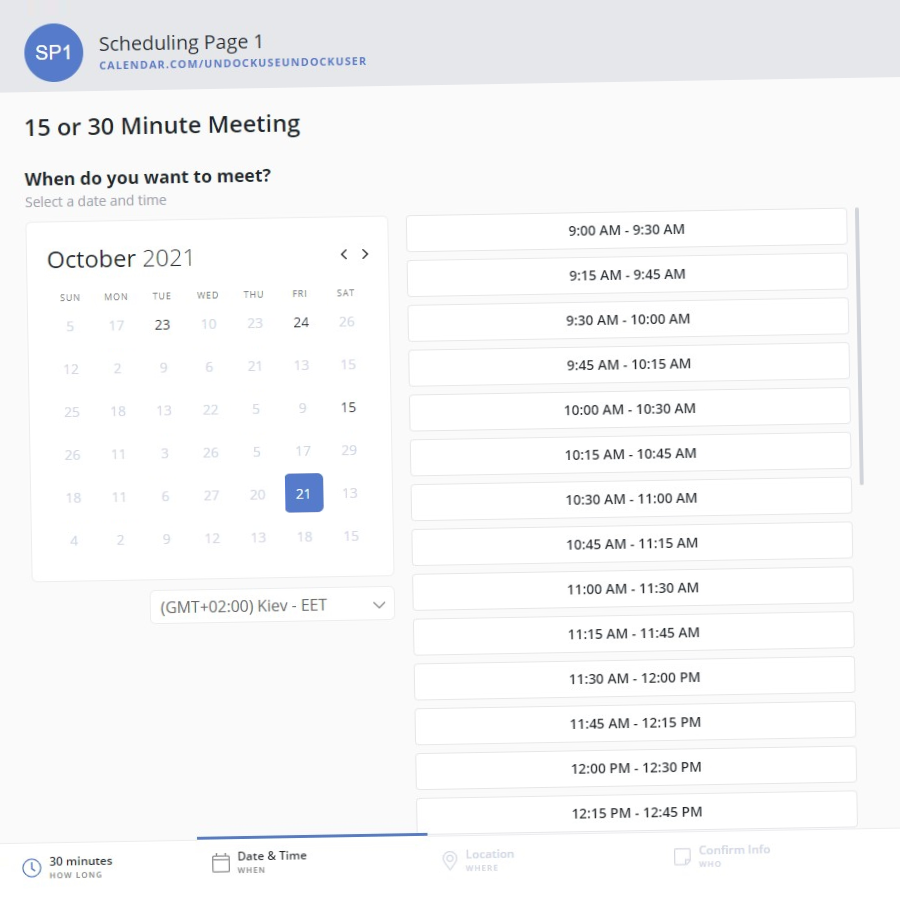 SP1
Scheduling Page 1
CALENDAR.COM/UNDOCKUSEUNDOCKUSER
15 or 30 Minute Meeting
When do you want to meet?
Select a date and time
October 2021
SUN MON TUE WED THU FRI SAT
5 17 23 10 23 24 26
12 2 9 6 21 13 15
25 18 13 22 5 9 15
26 11 3 26 5 17 29
18 11 6 27 20 21 13
4 2 9 12 13 18 15
(GMT+02:00) Kiev - EET
9:00 AM - 9:30 AM
9:15 AM - 9:45 AM
9:30 AM - 10:00 AM
9:45 AM - 10:15 AM
10:00 AM - 10:30 AM
10:15 AM - 10:45 AM
10:30 AM - 11:00 AM
10:45 AM - 11:15 AM
11:00 AM - 11:30 AM
11:15 AM - 11:45 AM
11:30 AM - 12:00 PM
11:45 AM - 12:15 PM
12:00 PM - 12:30 PM
12:15 PM - 12:45 PM
30 minutes
HOW LONG
Date & Time
WHEN
Location
WHERE
Confirm Info
WHO